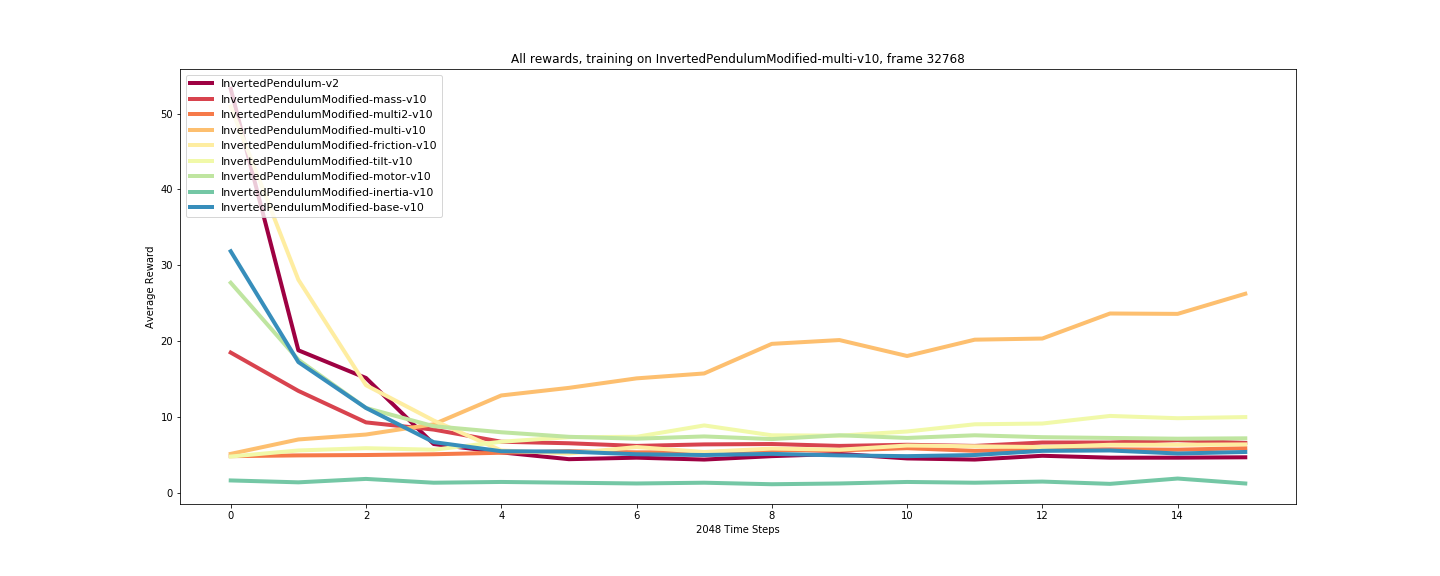 All rewards, training on InvertedPendulumModified-multi-v10, frame 32768
InvertedPendulum-v2
InvertedPendulumModified-mass-v10
InvertedPendulumModified-multi2-v10
InvertedPendulumModified-multi-v10
InvertedPendulumModified-friction-v10
InvertedPendulumModified-tilt-v10
InvertedPendulumModified-motor-v10
InvertedPendulumModified-inertia-v10
InvertedPendulumModified-base-v10
50
40
30
20
10
0
Average Reward
0 2 4 6 8 10 12 14
2048 Time Steps